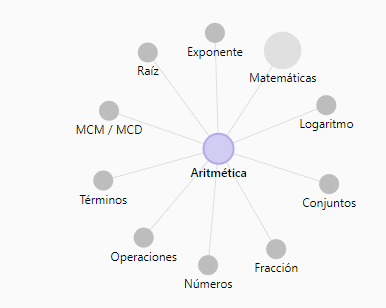 Exponente
Raíz
Matemáticas
MCM / MCD
Logaritmo
Aritmética
Términos
Conjuntos
Operaciones
Fracción
Números